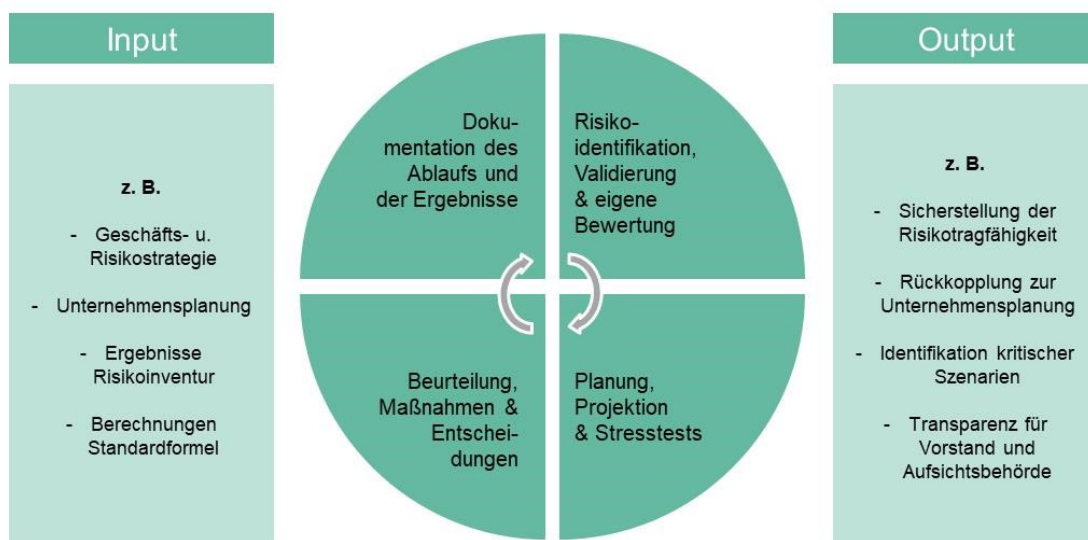 Input
z. B.
- Geschäfts- u.
Risikostrategie
- Unternehmensplanung
- Ergebnisse
Risikoinventur
- Berechnungen
Standardformel
Doku-
mentation des
Ablaufs und
der Ergebnisse
Risiko-
identifikation,
Validierung
& eigene
Bewertung
Beurteilung,
Maßnahmen &
Entschei-
dungen
Planung,
Projektion
& Stresstests
Output
z. B.
- Sicherstellung der
Risikotragfähigkeit
- Rückkopplung zur
Unternehmensplanung
- Identifikation kritischer
Szenarien
- Transparenz für
Vorstand und
Aufsichtsbehörde